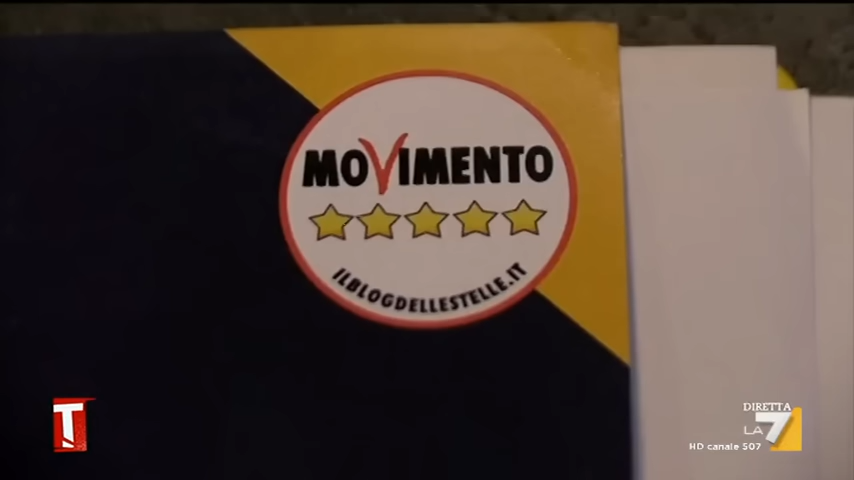 MOVIMENTO
ILBLOGDELLESTELLE.IT
T
DIRETTA
LA7
HD canale 507